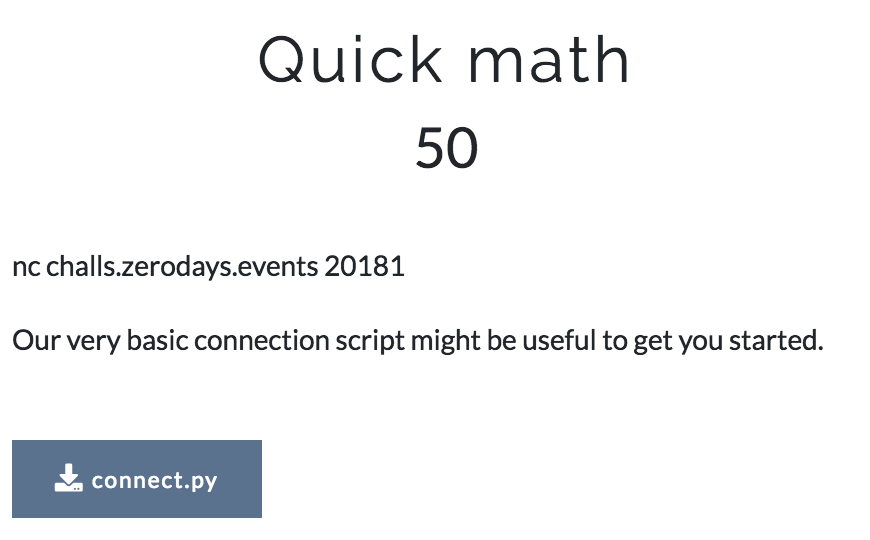 Quick math
50
nc challs.zerodays.events 20181
Our very basic connection script might be useful to get you started.
connect.py